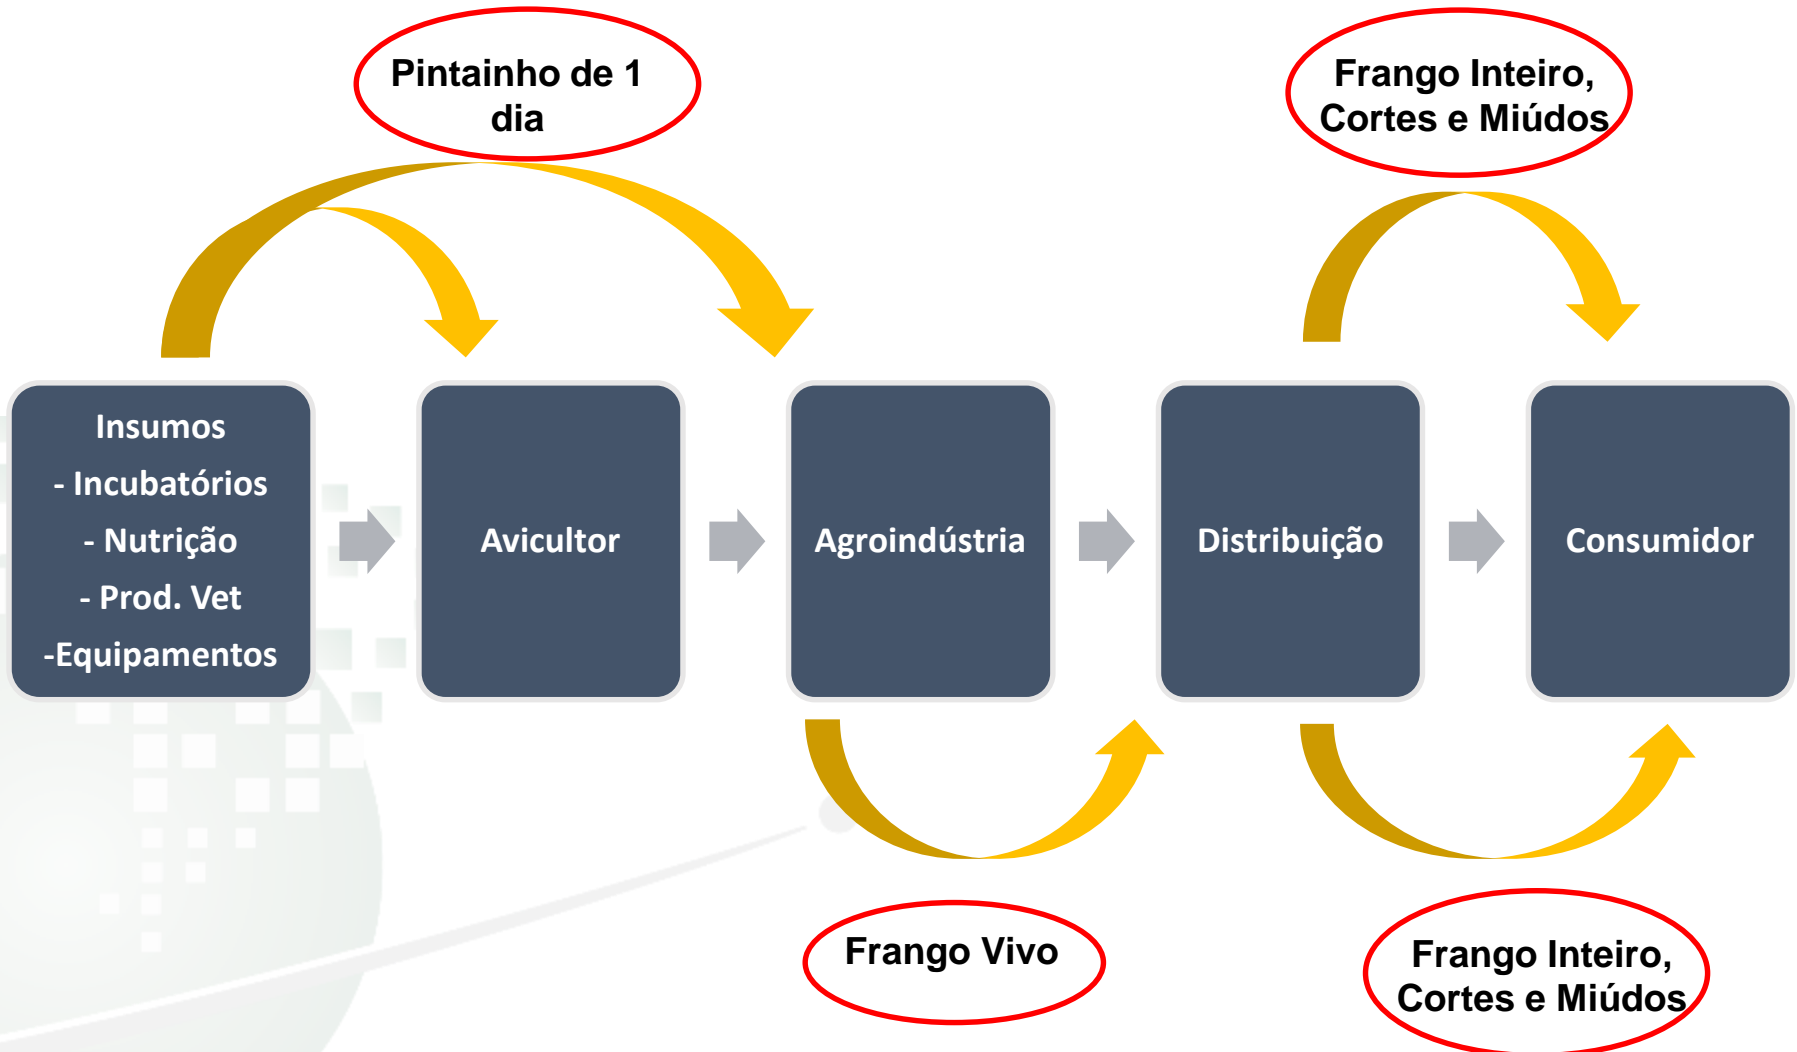 Pintainho de 1
dia
Frango Inteiro,
Cortes e Miúdos
Insumos
- Incubatórios
- Nutrição
- Prod. Vet
-Equipamentos
Avicultor
Agroindústria
Distribuição
Consumidor
Frango Vivo
Frango Inteiro,
Cortes e Miúdos